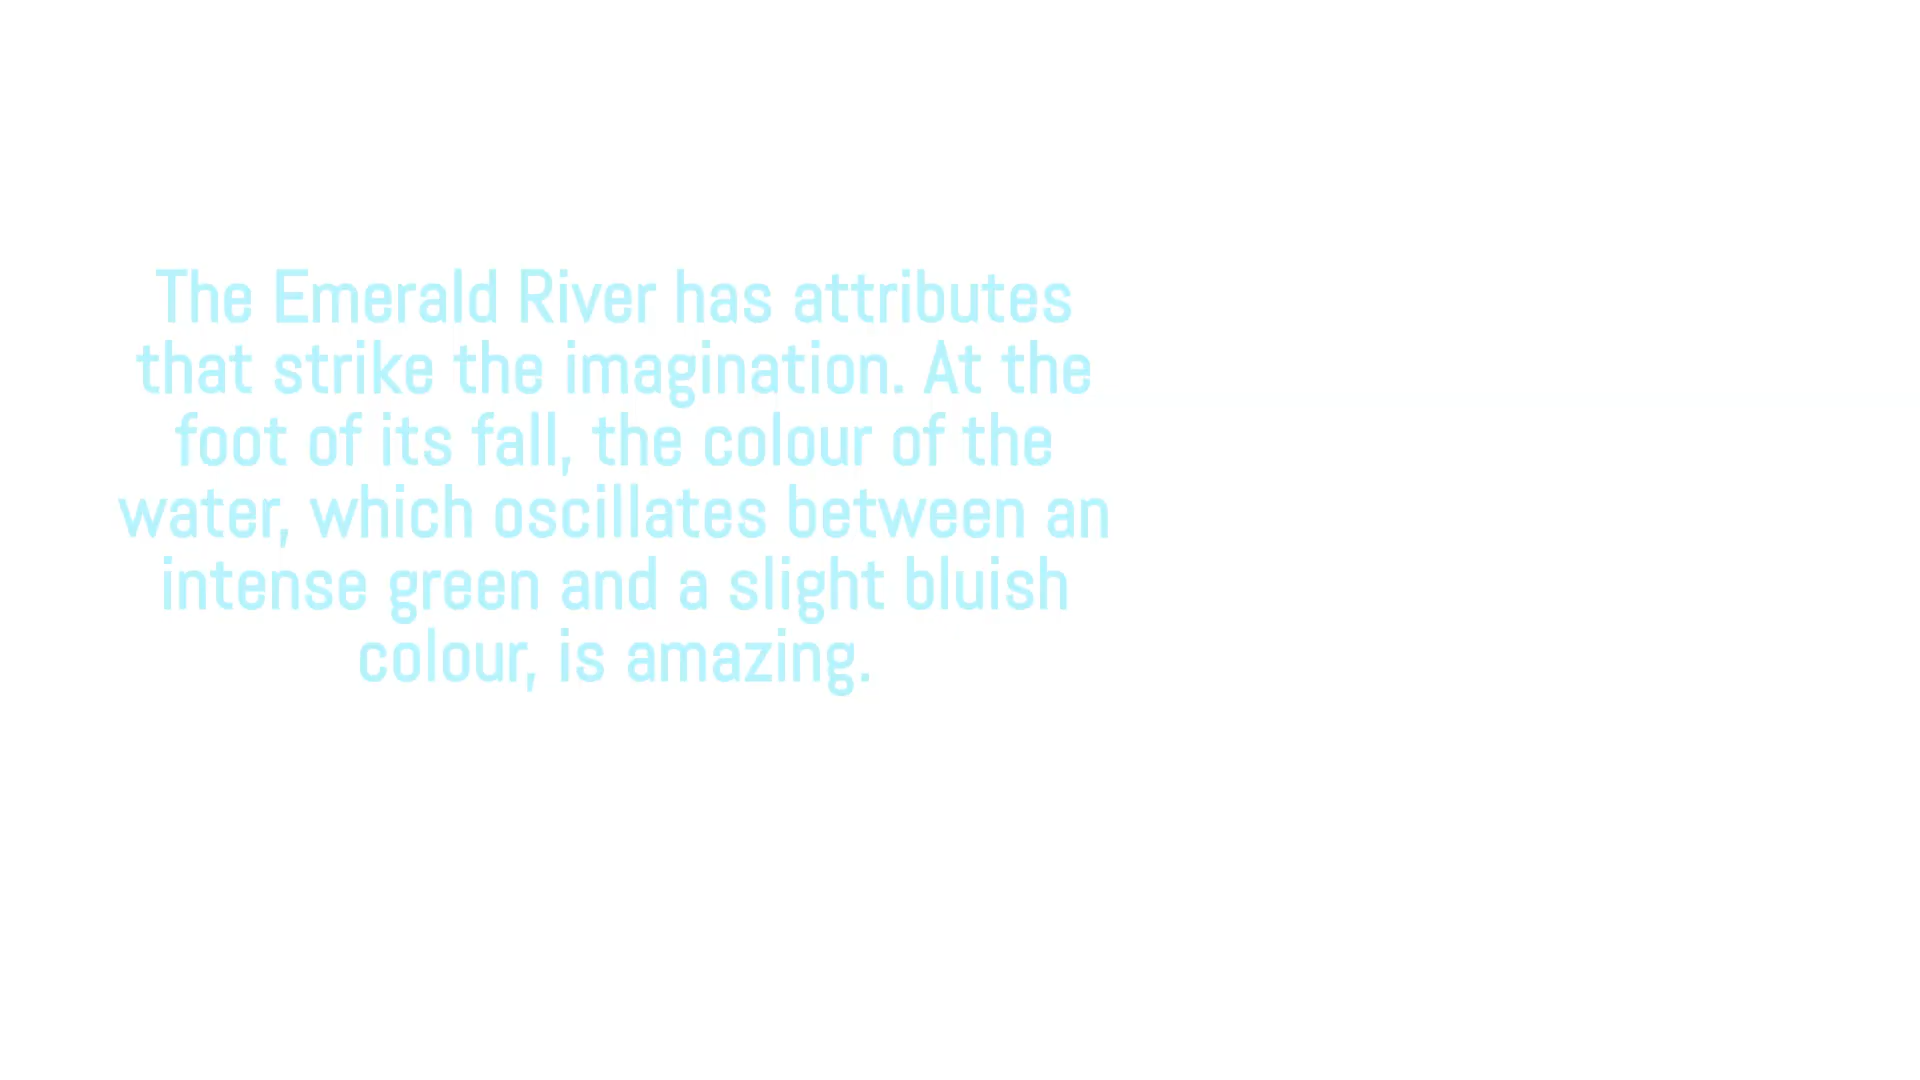 The Emerald River has attributes
that strike the imagination. At the
foot of its fall, the colour of the
water, which oscillates between an
intense green and a slight bluish
colour, is amazing.